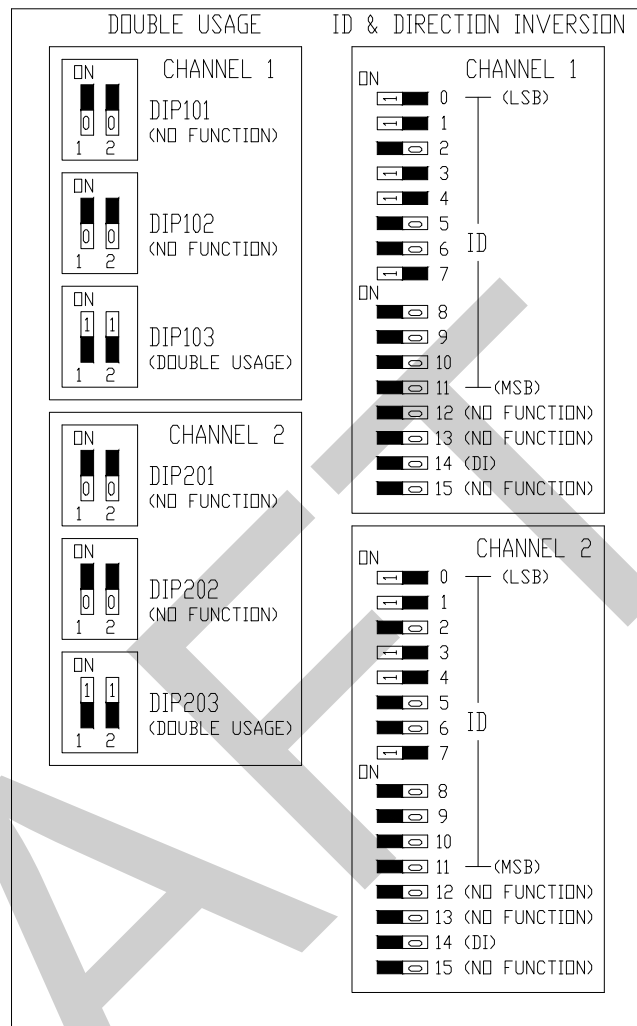 DOUBLE USAGE
CHANNEL 1
ON
0 0
1 2
DIP101
(NO FUNCTION)
ON
0 0
1 2
DIP102
(NO FUNCTION)
ON
1 1
1 2
DIP103
(DOUBLE USAGE)
CHANNEL 2
ON
0 0
1 2
DIP201
(NO FUNCTION)
ON
0 0
1 2
DIP202
(NO FUNCTION)
ON
1 1
1 2
DIP203
(DOUBLE USAGE)
ID & DIRECTION INVERSION
CHANNEL 1
ON
1 0 (LSB)
1 1
0 2
1 3
1 4
0 5
0 6
ID
1 7
ON
0 8
0 9
0 10
0 11 (MSB)
0 12 (NO FUNCTION)
0 13 (NO FUNCTION)
0 14 (DI)
0 15 (NO FUNCTION)
CHANNEL 2
ON
1 0 (LSB)
1 1
0 2
1 3
1 4
0 5
0 6
ID
1 7
ON
0 8
0 9
0 10
0 11 (MSB)
0 12 (NO FUNCTION)
0 13 (NO FUNCTION)
0 14 (DI)
0 15 (NO FUNCTION)
AFT